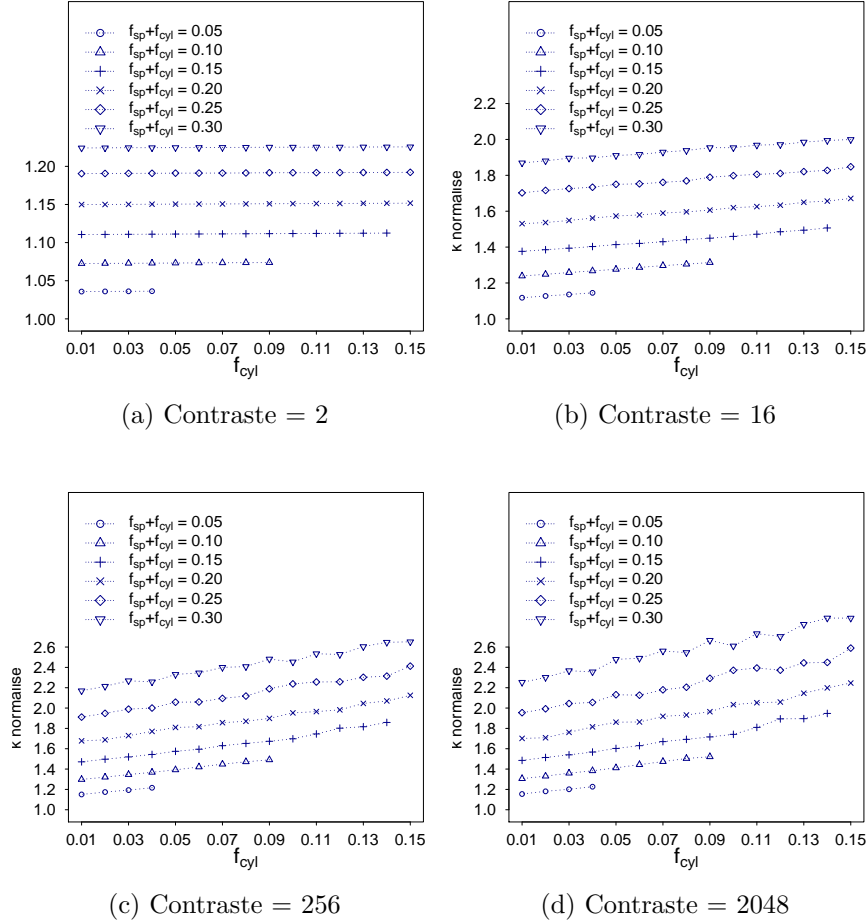 f_sp+f_cyl = 0.05
f_sp+f_cyl = 0.10
f_sp+f_cyl = 0.15
f_sp+f_cyl = 0.20
f_sp+f_cyl = 0.25
f_sp+f_cyl = 0.30
1.20
1.15
1.10
1.05
1.00
0.01 0.03 0.05 0.07 0.09 0.11 0.13 0.15
f_cyl
(a) Contraste = 2
f_sp+f_cyl = 0.05
f_sp+f_cyl = 0.10
f_sp+f_cyl = 0.15
f_sp+f_cyl = 0.20
f_sp+f_cyl = 0.25
f_sp+f_cyl = 0.30
κ normalise
2.2
2.0
1.8
1.6
1.4
1.2
1.0
0.01 0.03 0.05 0.07 0.09 0.11 0.13 0.15
f_cyl
(b) Contraste = 16
f_sp+f_cyl = 0.05
f_sp+f_cyl = 0.10
f_sp+f_cyl = 0.15
f_sp+f_cyl = 0.20
f_sp+f_cyl = 0.25
f_sp+f_cyl = 0.30
κ normalise
2.6
2.4
2.2
2.0
1.8
1.6
1.4
1.2
1.0
0.01 0.03 0.05 0.07 0.09 0.11 0.13 0.15
f_cyl
(c) Contraste = 256
f_sp+f_cyl = 0.05
f_sp+f_cyl = 0.10
f_sp+f_cyl = 0.15
f_sp+f_cyl = 0.20
f_sp+f_cyl = 0.25
f_sp+f_cyl = 0.30
κ normalise
2.6
2.4
2.2
2.0
1.8
1.6
1.4
1.2
1.0
0.01 0.03 0.05 0.07 0.09 0.11 0.13 0.15
f_cyl
(d) Contraste = 2048